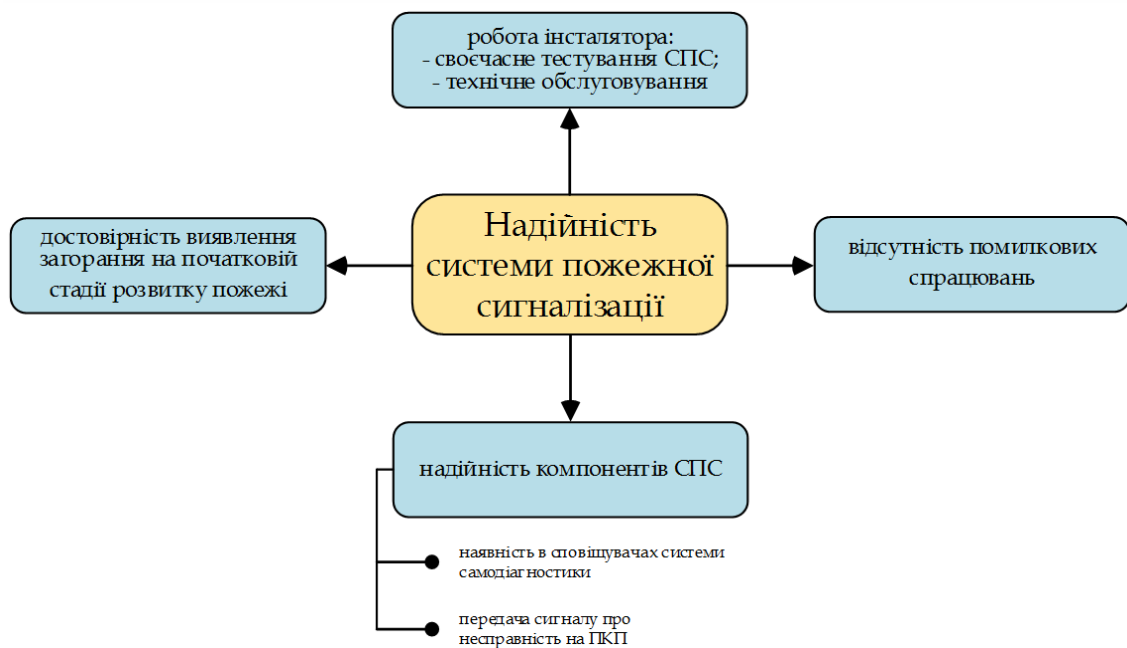 робота інсталятора:
- своєчасне тестування СПС;
- технічне обслуговування
достовірність виявлення
загорання на початковій
стадії розвитку пожежі
Надійність
системи пожежної
сигналізації
відсутність помилкових
спрацювань
надійність компонентів СПС
наявність в сповіщувачах системи
самодіагностики
передача сигналу про
несправність на ПКП